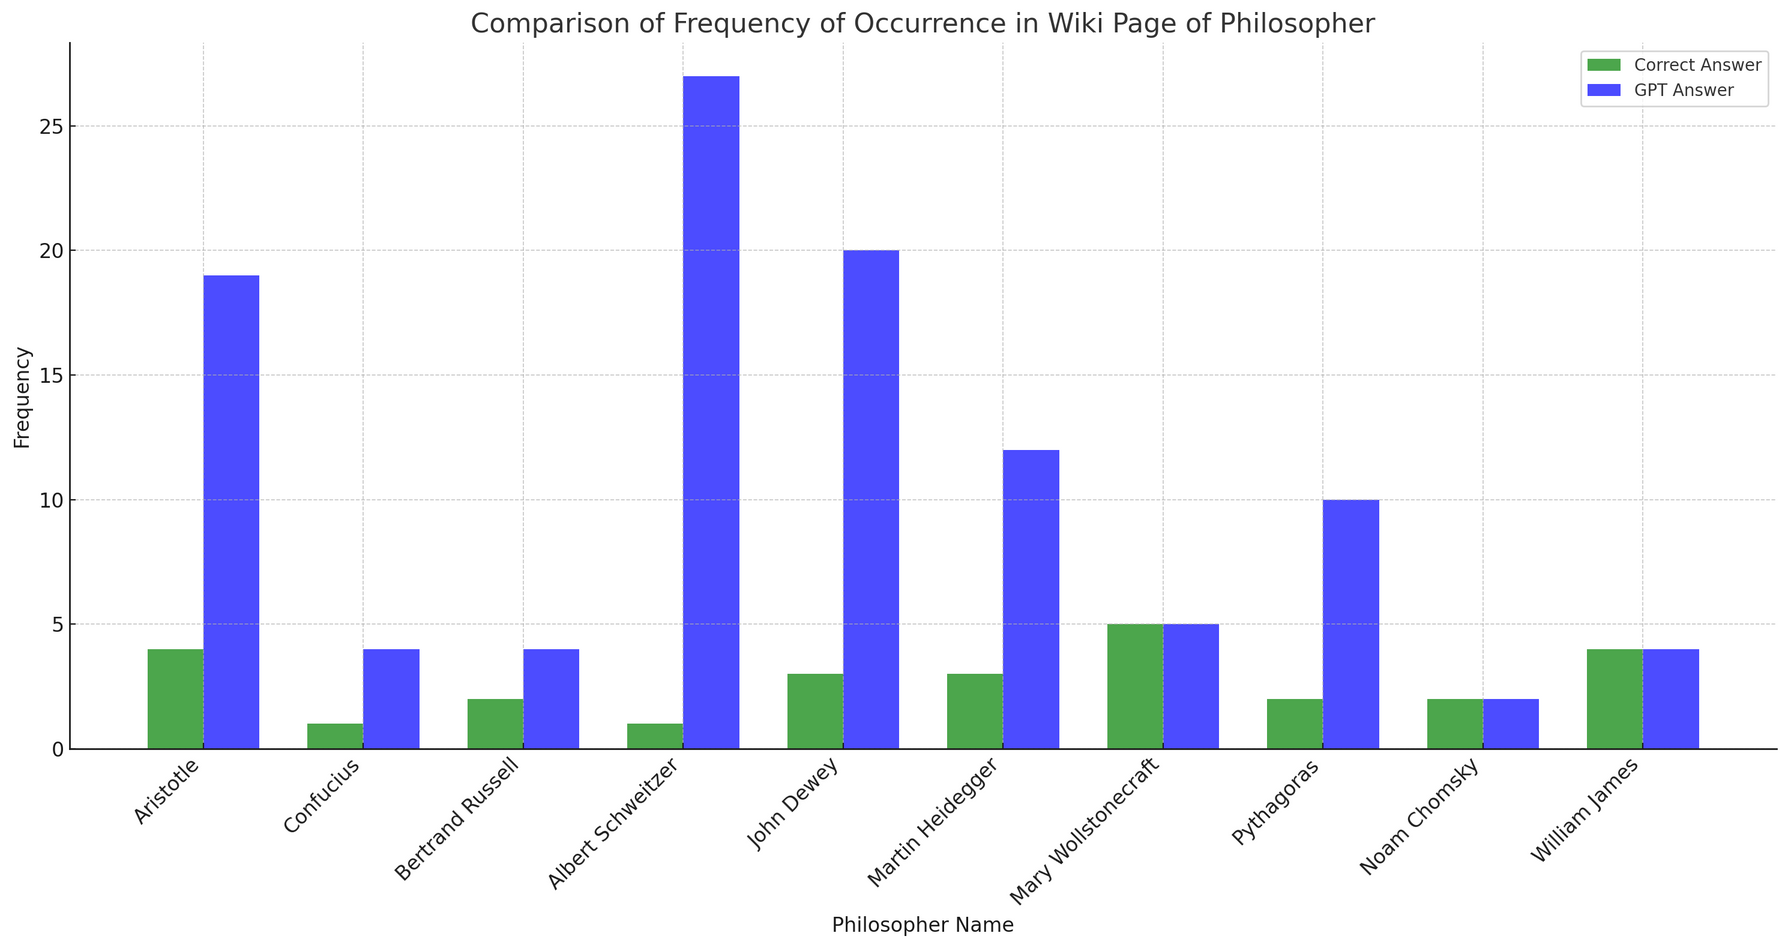 Comparison of Frequency of Occurrence in Wiki Page of Philosopher
Correct Answer
GPT Answer
Frequency
25
20
15
10
5
0
Aristotle
Confucius
Bertrand Russell
Albert Schweitzer
John Dewey
Martin Heidegger
Mary Wollstonecraft
Pythagoras
Noam Chomsky
William James
Philosopher Name